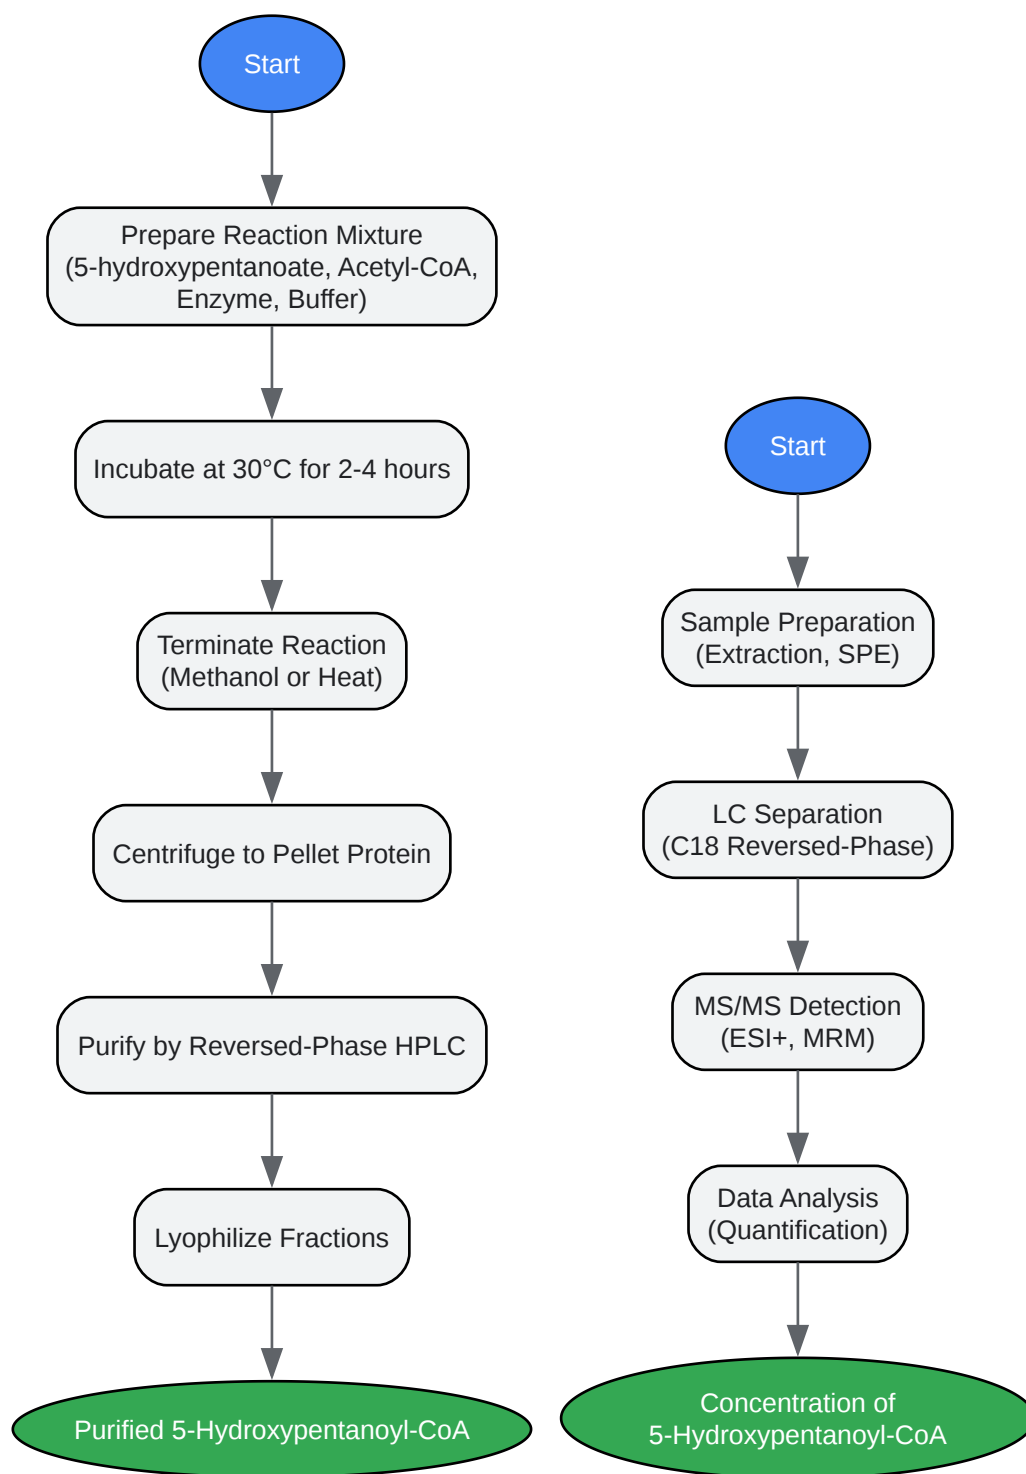 Start
Prepare Reaction Mixture
(5-hydroxypentanoate, Acetyl-CoA,
Enzyme, Buffer)
Incubate at 30°C for 2-4 hours
Terminate Reaction
(Methanol or Heat)
Centrifuge to Pellet Protein
Purify by Reversed-Phase HPLC
Lyophilize Fractions
Purified 5-Hydroxypentanoyl-CoA
Start
Sample Preparation
(Extraction, SPE)
LC Separation
(C18 Reversed-Phase)
MS/MS Detection
(ESI+, MRM)
Data Analysis
(Quantification)
Concentration of
5-Hydroxypentanoyl-CoA